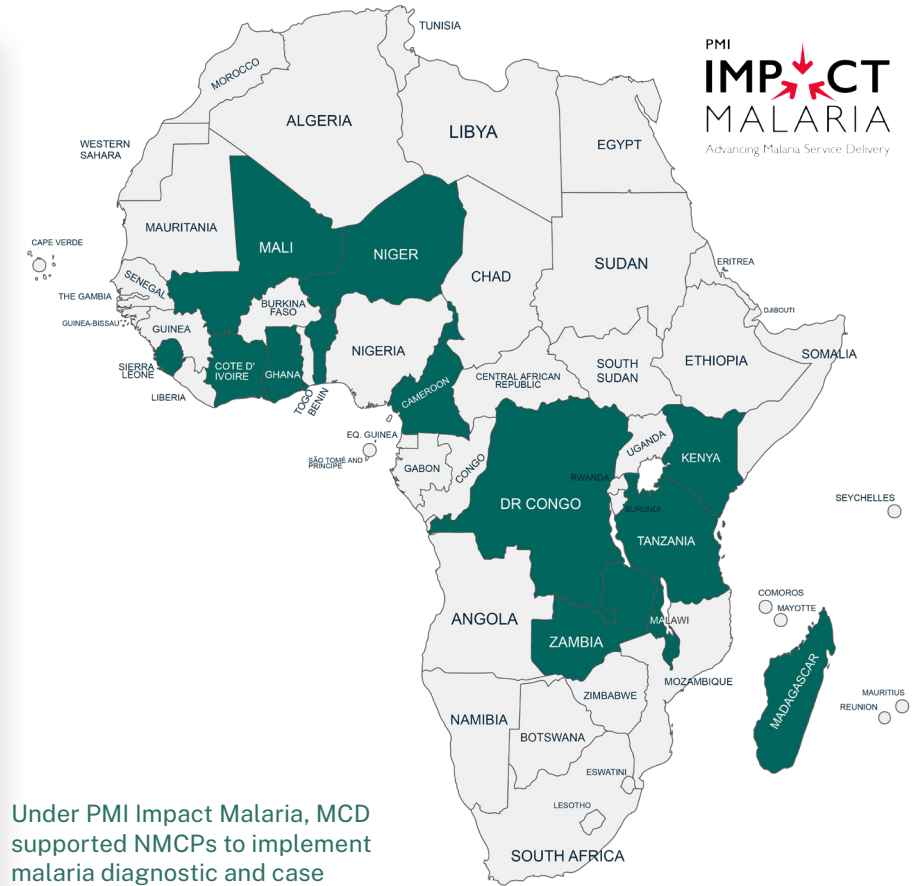 TUNISIA
PMI
IMPACT
MALARIA
Advancing Malaria Service Delivery
MOROCCO
ALGERIA
LIBYA
EGYPT
WESTERN
SAHARA
MAURITANIA
MALI
NIGER
CAPE VERDE
CHAD
SUDAN
ERITREA
SENEGAL
THE GAMBIA
BURKINA
FASO
DJIBOUTI
GUINEA-BISSAU
GUINEA
NIGERIA
ETHIOPIA
SOMALIA
SIERRA
LEONE
COTE D'
IVOIRE
GHANA
SOUTH
SUDAN
CENTRAL AFRICAN
REPUBLIC
CAMEROON
LIBERIA
TOGO
BENIN
EQ. GUINEA
UGANDA
KENYA
SÃO TOMÉ AND
PRINCIPE
GABON
CONGO
RWANDA
DR CONGO
BURUNDI
SEYCHELLES
TANZANIA
COMOROS
MAYOTTE
ANGOLA
MALAWI
ZAMBIA
MOZAMBIQUE
MADAGASCAR
MAURITIUS
REUNION
ZIMBABWE
NAMIBIA
BOTSWANA
ESWATINI
LESOTHO
SOUTH AFRICA
Under PMI Impact Malaria, MCD
supported NMCPs to implement
malaria diagnostic and case